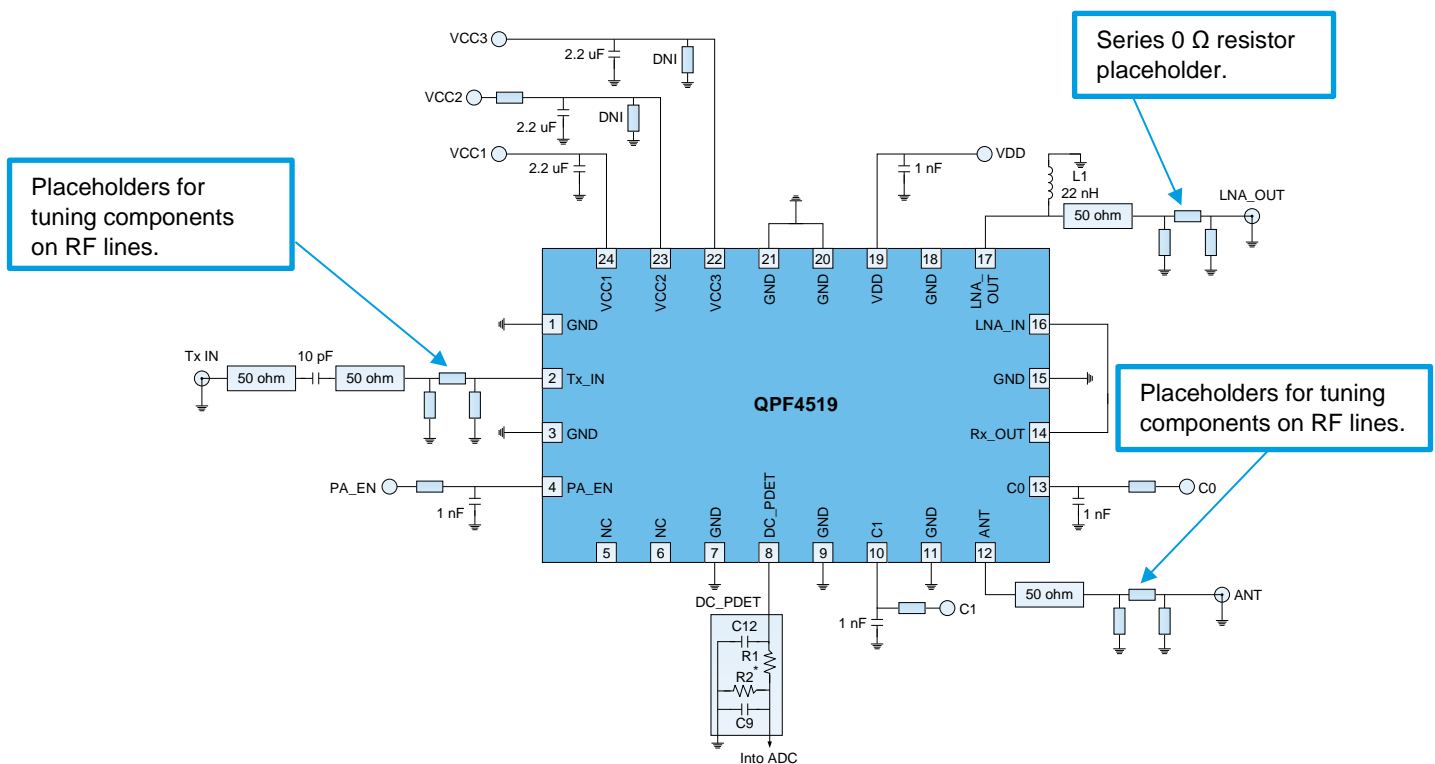 VCC3
2.2 uF
DNI
Series 0 Ω resistor
placeholder.
VCC2
2.2 uF
DNI
VCC1
2.2 uF
1 nF
VDD
L1
22 nH
50 ohm
LNA_OUT
Placeholders for
tuning components
on RF lines.
24
23
22
21
20
19
18
17
VCC1
VCC2
VCC3
GND
GND
VDD
GND
LNA_
OUT
1
GND
LNA_IN
16
Tx IN
50 ohm
10 pF
50 ohm
2
Tx_IN
GND
15
QPF4519
Placeholders for tuning
components on RF lines.
3
GND
Rx_OUT
14
PA_EN
1 nF
4
PA_EN
C0
13
1 nF
C0
NC
NC
GND
DC_PDET
GND
C1
GND
ANT
5
6
7
8
9
10
11
12
50 ohm
ANT
DC_PDET
1 nF
C1
C12
R1
*
R2
C9
Into ADC